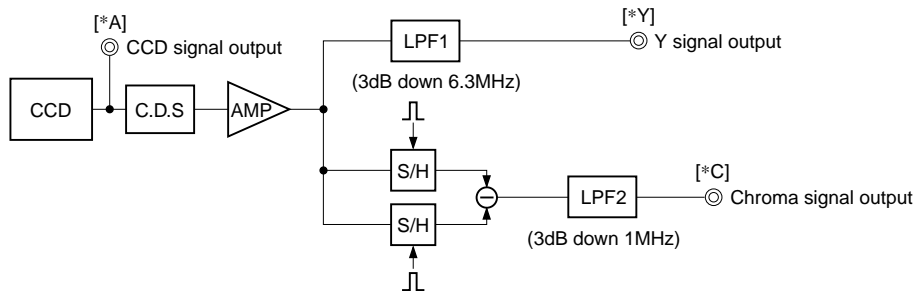 [*A]
CCD signal output
[*Y]
Y signal output
LPF1
(3dB down 6.3MHz)
CCD
C.D.S
AMP
S/H
S/H
[*C]
LPF2
Chroma signal output
(3dB down 1MHz)